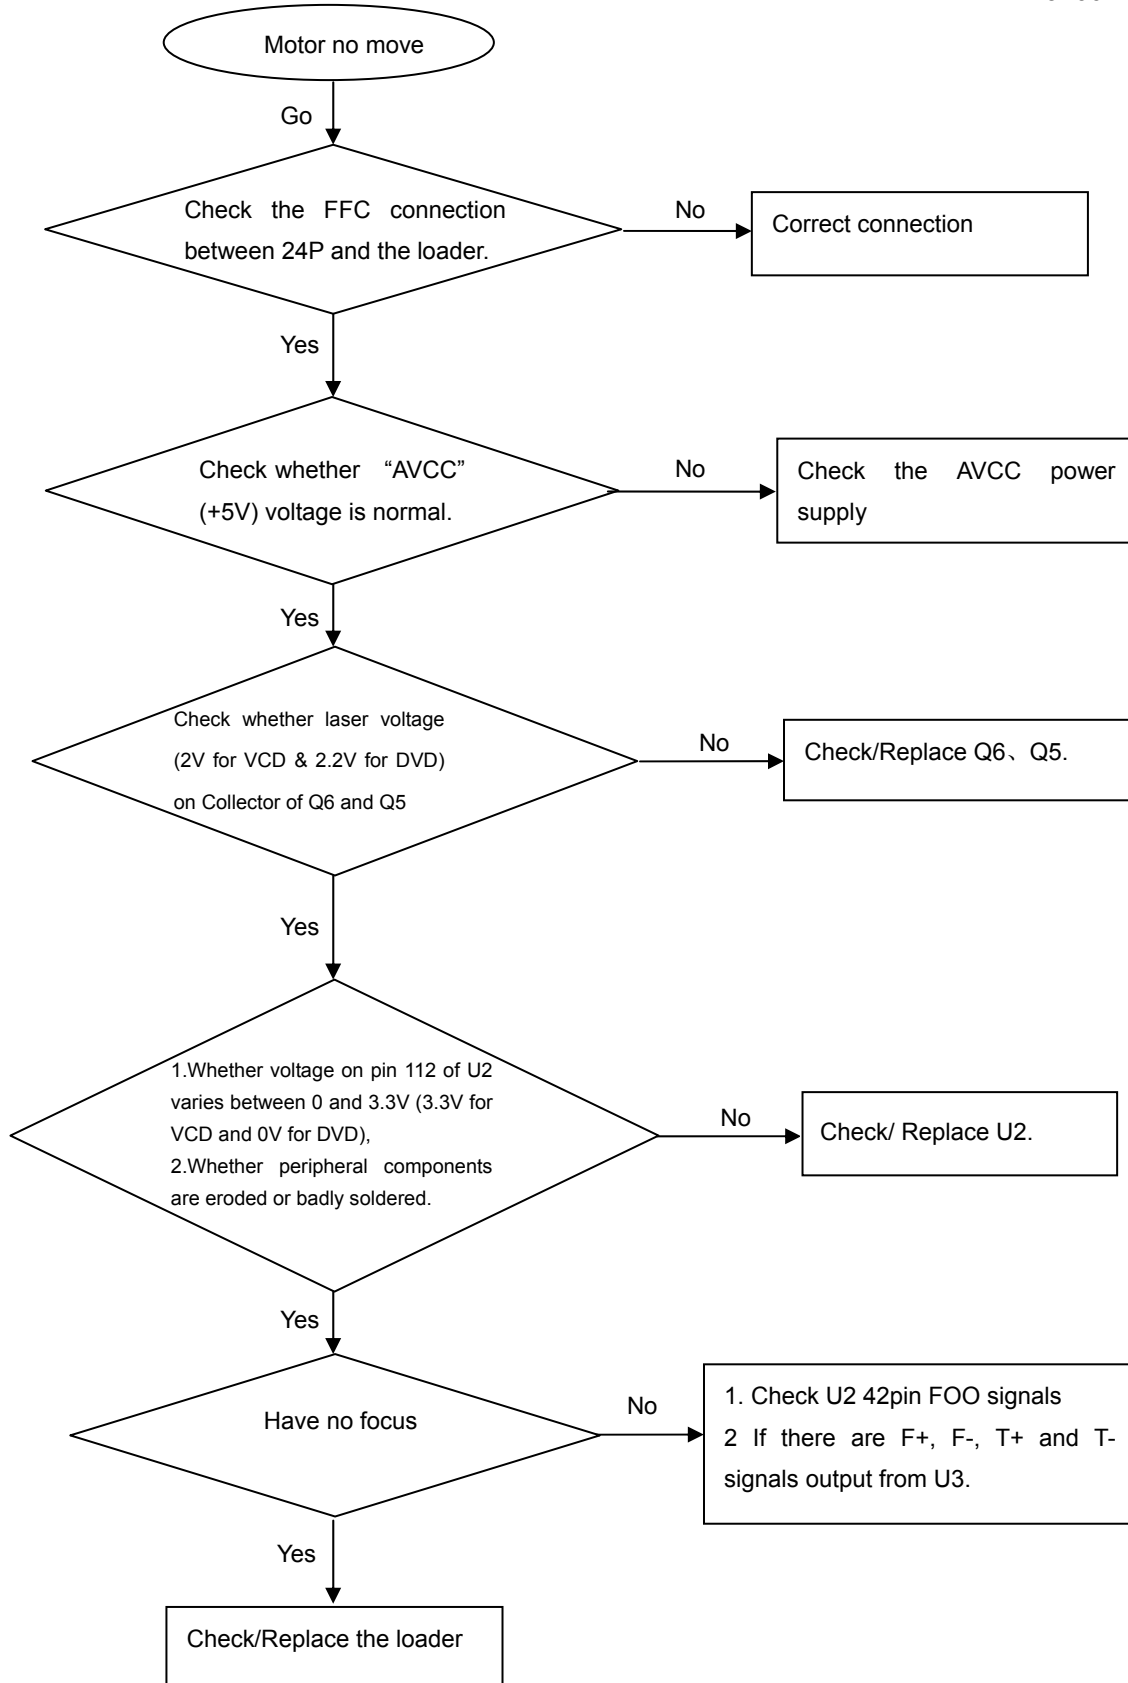 Motor no move
Go
Check the FFC connection
between 24P and the loader.
No
Correct connection
Yes
Check whether “AVCC”
(+5V) voltage is normal.
No
Check the AVCC power
supply
Yes
Check whether laser voltage
(2V for VCD & 2.2V for DVD)
on Collector of Q6 and Q5
No
Check/Replace Q6、Q5.
Yes
1.Whether voltage on pin 112 of U2
varies between 0 and 3.3V (3.3V for
VCD and 0V for DVD),
2.Whether peripheral components
are eroded or badly soldered.
No
Check/ Replace U2.
Yes
Have no focus
No
1. Check U2 42pin FOO signals
2 If there are F+, F-, T+ and T-
signals output from U3.
Yes
Check/Replace the loader